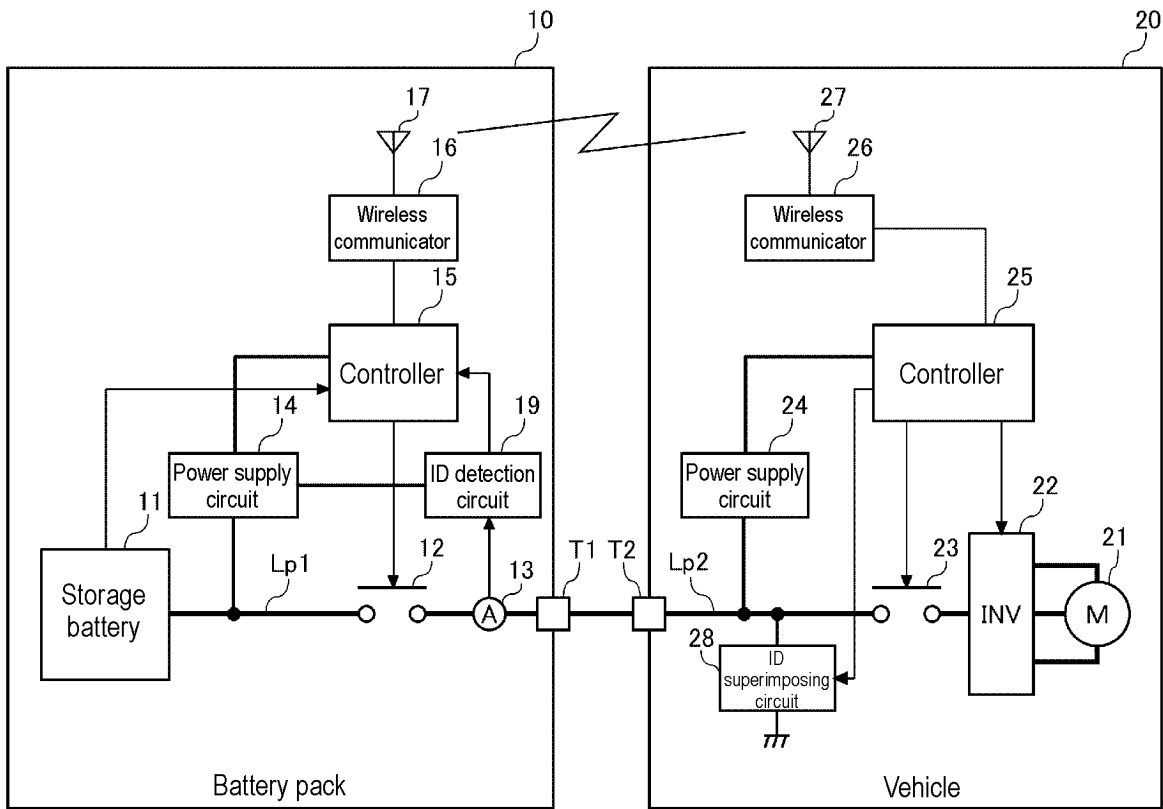 10
20
17
27
16
26
Wireless
communicator
Wireless
communicator
15
25
Controller
Controller
14
19
24
Power supply
circuit
ID detection
circuit
Power supply
circuit
11
22
12
T1
T2
Lp2
23
21
Lp1
13
Storage
battery
A
INV
M
28
ID
superimposing
circuit
Battery pack
Vehicle